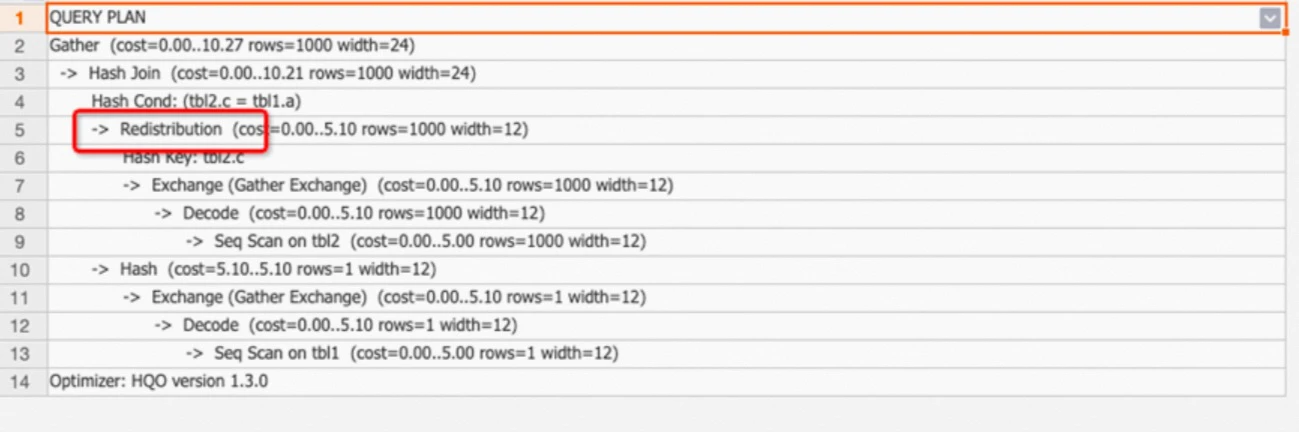 1 QUERY PLAN
2 Gather (cost=0.00..10.27 rows=1000 width=24)
3 -> Hash Join (cost=0.00..10.21 rows=1000 width=24)
4 Hash Cond: (tbl2.c = tbl1.a)
5 -> Redistribution (cost=0.00..5.10 rows=1000 width=12)
6 Hash Key: tbl2.c
7 -> Exchange (Gather Exchange) (cost=0.00..5.10 rows=1000 width=12)
8 -> Decode (cost=0.00..5.10 rows=1000 width=12)
9 -> Seq Scan on tbl2 (cost=0.00..5.00 rows=1000 width=12)
10 -> Hash (cost=5.10..5.10 rows=1 width=12)
11 -> Exchange (Gather Exchange) (cost=0.00..5.10 rows=1 width=12)
12 -> Decode (cost=0.00..5.10 rows=1 width=12)
13 -> Seq Scan on tbl1 (cost=0.00..5.00 rows=1 width=12)
14 Optimizer: HQO version 1.3.0